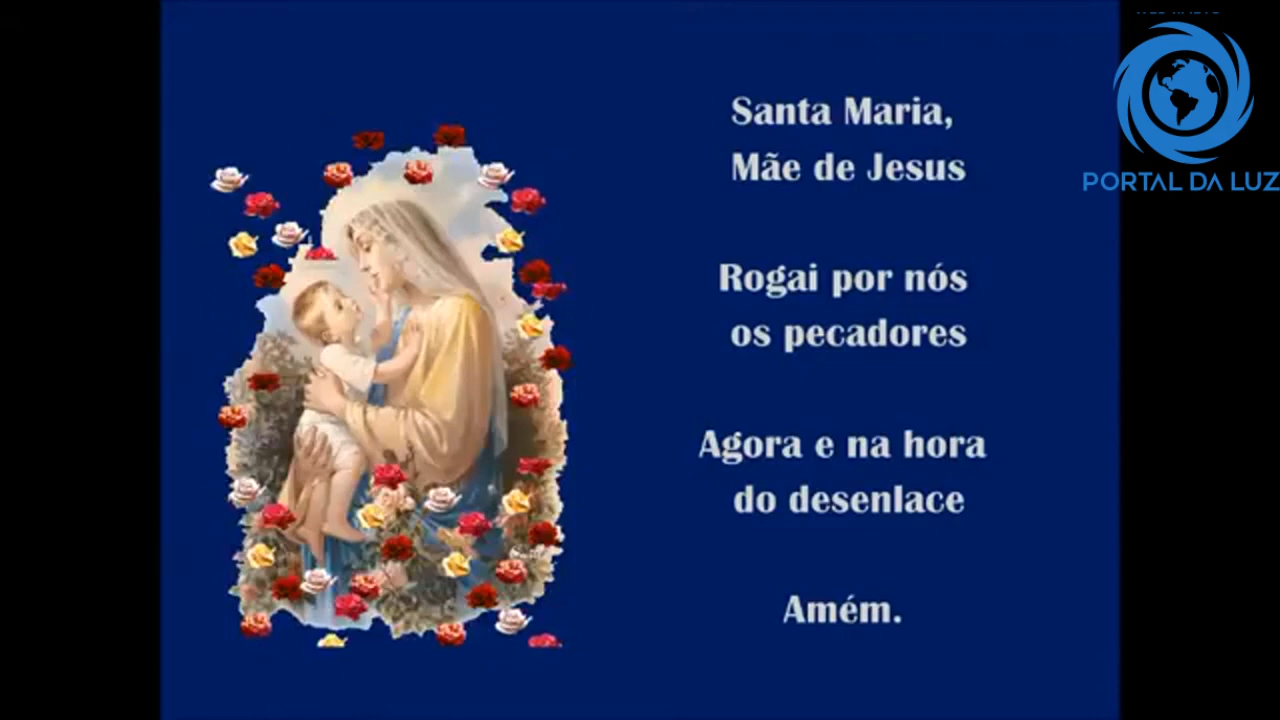 Santa Maria,
Mãe de Jesus
Rogai por nós
os pecadores
Agora e na hora
do desenlace
Amém.
PORTAL DA LUZ